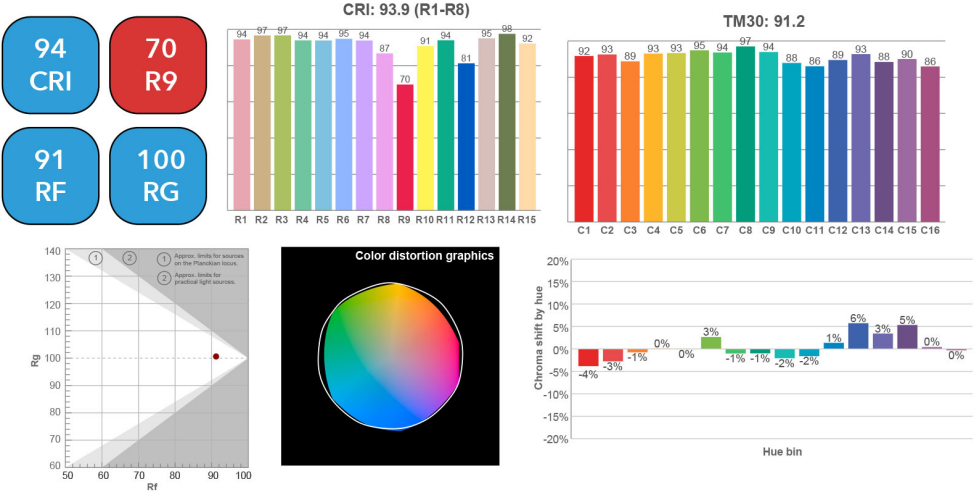 94
CRI
70
R9
91
RF
100
RG
CRI: 93.9 (R1-R8)
94 97 97 94 94 95 94 87 70 91 94 81 95 98 92
R1 R2 R3 R4 R5 R6 R7 R8 R9 R10 R11 R12 R13 R14 R15
TM30: 91.2
92 93 89 93 93 95 94 97 94 88 86 89 93 88 90 86
C1 C2 C3 C4 C5 C6 C7 C8 C9 C10 C11 C12 C13 C14 C15 C16
140
130
120
110
100
90
80
70
60
Rg
50 60 70 80 90 100
Rf
1 2
1 Approx. limits for sources
on the Planckian locus.
2 Approx. limits for
practical light sources.
Color distortion graphics
Chroma shift by hue
20%
15%
10%
5%
0%
-5%
-10%
-15%
-20%
-4% -3% -1% 0% 0% 3% -1% -1% -2% -2% 1% 6% 3% 5% 0% 0%
Hue bin